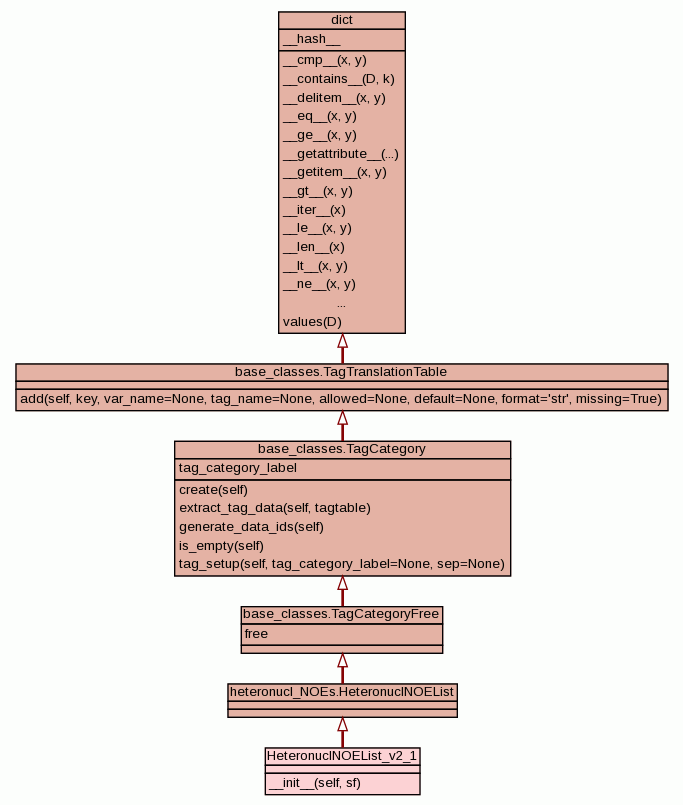 dict
__hash__
__cmp__(x, y)
__contains__(D, k)
__delitem__(x, y)
__eq__(x, y)
__ge__(x, y)
__getattribute__(...)
__getitem__(x, y)
__gt__(x, y)
__iter__(x)
__le__(x, y)
__len__(x)
__lt__(x, y)
__ne__(x, y)
...
values(D)
base_classes.TagTranslationTable
add(self, key, var_name=None, tag_name=None, allowed=None, default=None, format='str', missing=True)
base_classes.TagCategory
tag_category_label
create(self)
extract_tag_data(self, tagtable)
generate_data_ids(self)
is_empty(self)
tag_setup(self, tag_category_label=None, sep=None)
base_classes.TagCategoryFree
free
heteronucl_NOEs.HeteronuclNOEList
HeteronuclNOEList_v2_1
__init__(self, sf)